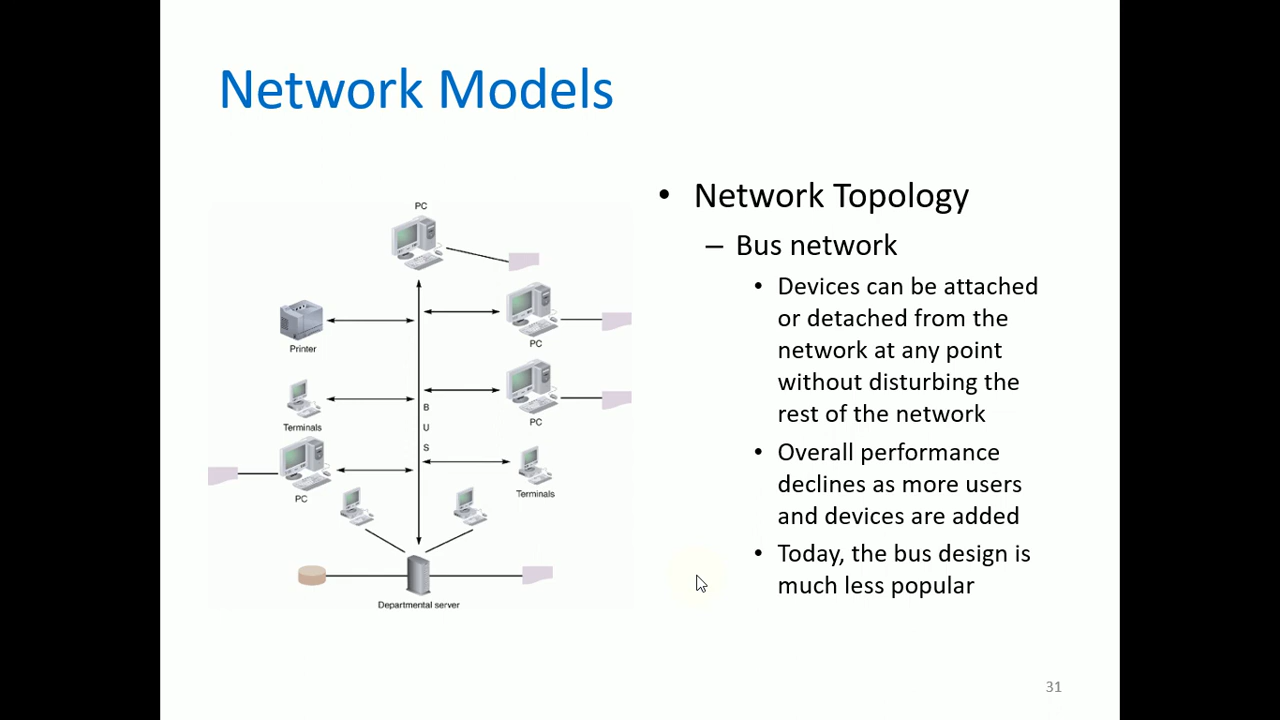 Network Models
• Network Topology
– Bus network
• Devices can be attached
or detached from the
network at any point
without disturbing the
rest of the network
• Overall performance
declines as more users
and devices are added
• Today, the bus design is
much less popular
PC
Printer
PC
Terminals
PC
B
U
S
PC
Terminals
Departmental server
31